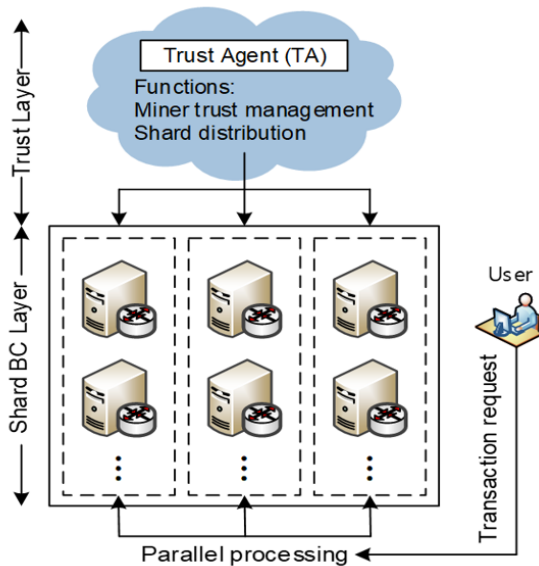 Trust Agent (TA)
Functions:
Miner trust management
Shard distribution
Trust Layer
Shard BC Layer
User
Transaction request
Parallel processing